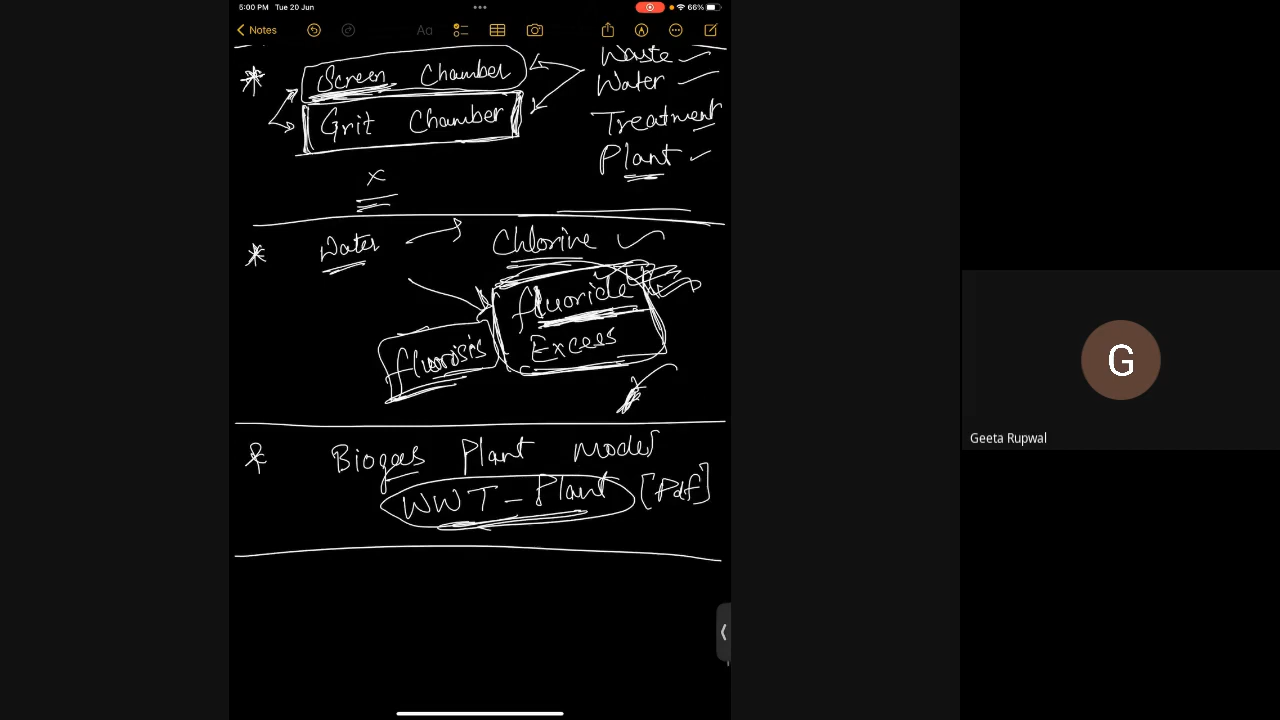 5:00 PM Tue 20 Jun
66%
Notes
Aa
Screen Chamber
Grit Chamber
x
Waste
Water
Treatment
Plant
Water
Chlorine
fluoride
Excess
fluorosis
Biogas Plant model
WWT - Plant [Pdf]
G
Geeta Rupwal